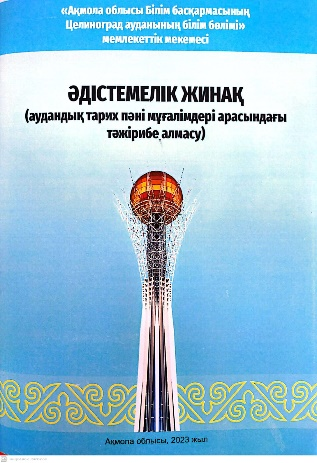 «Ақмола облысы Білім басқармасының
Целиноград ауданының білім бөлімі»
мемлекеттік мекемесі
ӘДІСТЕМЕЛІК ЖИНАҚ
(аудандық тарих пәні мұғалімдері арасындағы
тәжірибе алмасу)
Ақмола облысы, 2023 жыл